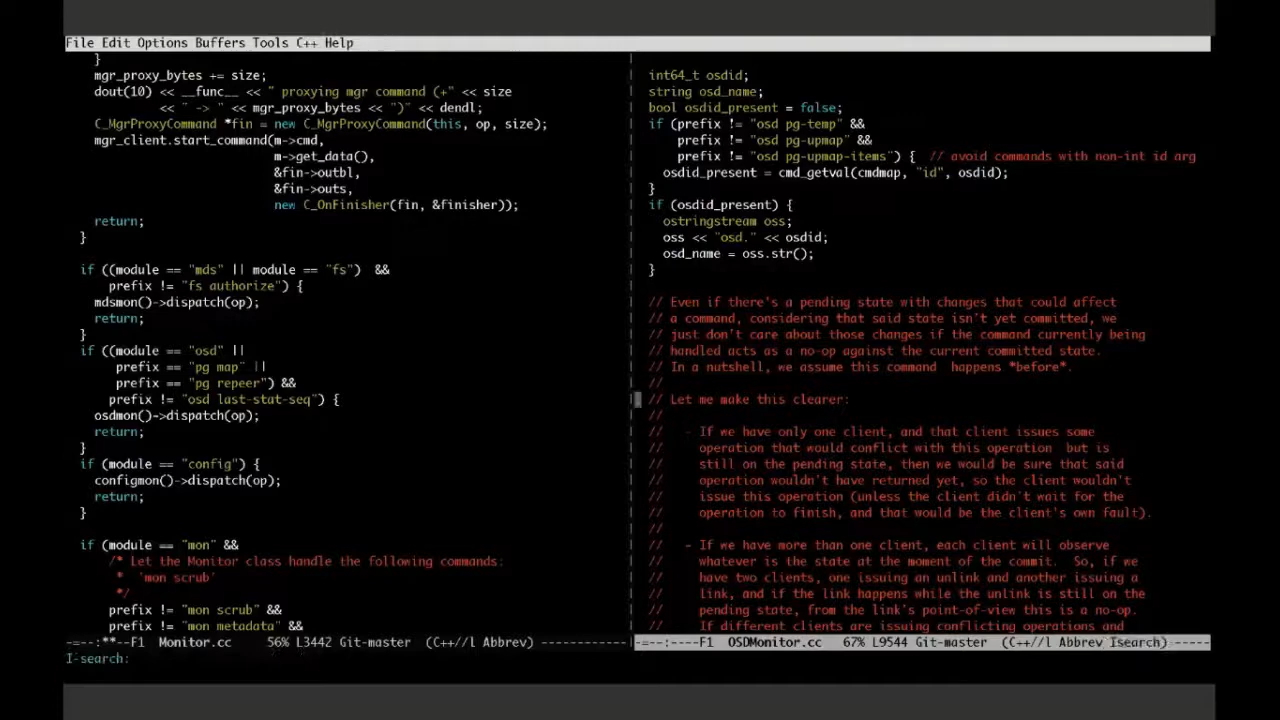 File Edit Options Buffers Tools C++ Help
}
mgr_proxy_bytes += size;
dout(10) << __func__ << " proxying mgr command (+" << size
<< " -> " << mgr_proxy_bytes << ")" << dendl;
C_MgrProxyCommand *fin = new C_MgrProxyCommand(this, op, size);
mgr_client.start_command(m->cmd,
m->get_data(),
&fin->outbl,
&fin->outs,
new C_OnFinisher(fin, &finisher));
return;
}
if ((module == "mds" || module == "fs")  &&
prefix != "fs authorize") {
mdsmon()->dispatch(op);
return;
}
if ((module == "osd" ||
prefix == "pg map" ||
prefix == "pg repeer") &&
prefix != "osd last-stat-seq") {
osdmon()->dispatch(op);
return;
}
if (module == "config") {
configmon()->dispatch(op);
return;
}
if (module == "mon" &&
/* Let the Monitor class handle the following commands:
*  'mon scrub'
*/
prefix != "mon scrub" &&
prefix != "mon metadata" &&
-=--:**--F1  Monitor.cc     56% L3442 Git-master  (C++//l Abbrev)------------
int64_t osdid;
string osd_name;
bool osdid_present = false;
if (prefix != "osd pg-temp" &&
prefix != "osd pg-upmap" &&
prefix != "osd pg-upmap-items") {  // avoid commands with non-int id arg
osdid_present = cmd_getval(cmdmap, "id", osdid);
}
if (osdid_present) {
ostringstream oss;
oss << "osd." << osdid;
osd_name = oss.str();
}
// Even if there's a pending state with changes that could affect
// a command, considering that said state isn't yet committed, we
// just don't care about those changes if the command currently being
// handled acts as a no-op against the current committed state.
// In a nutshell, we assume this command  happens *before*.
//
// Let me make this clearer:
//
//   - If we have only one client, and that client issues some
//     operation that would conflict with this operation  but is
//     still on the pending state, then we would be sure that said
//     operation wouldn't have returned yet, so the client wouldn't
//     issue this operation (unless the client didn't wait for the
//     operation to finish, and that would be the client's own fault).
//
//   - If we have more than one client, each client will observe
//     whatever is the state at the moment of the commit.  So, if we
//     have two clients, one issuing an unlink and another issuing a
//     link, and if the link happens while the unlink is still on the
//     pending state, from the link's point-of-view this is a no-op.
//     If different clients are issuing conflicting operations and
-=--:----F1  OSDMonitor.cc   67% L9544 Git-master  (C++//l Abbrev Isearch)------
I-search: